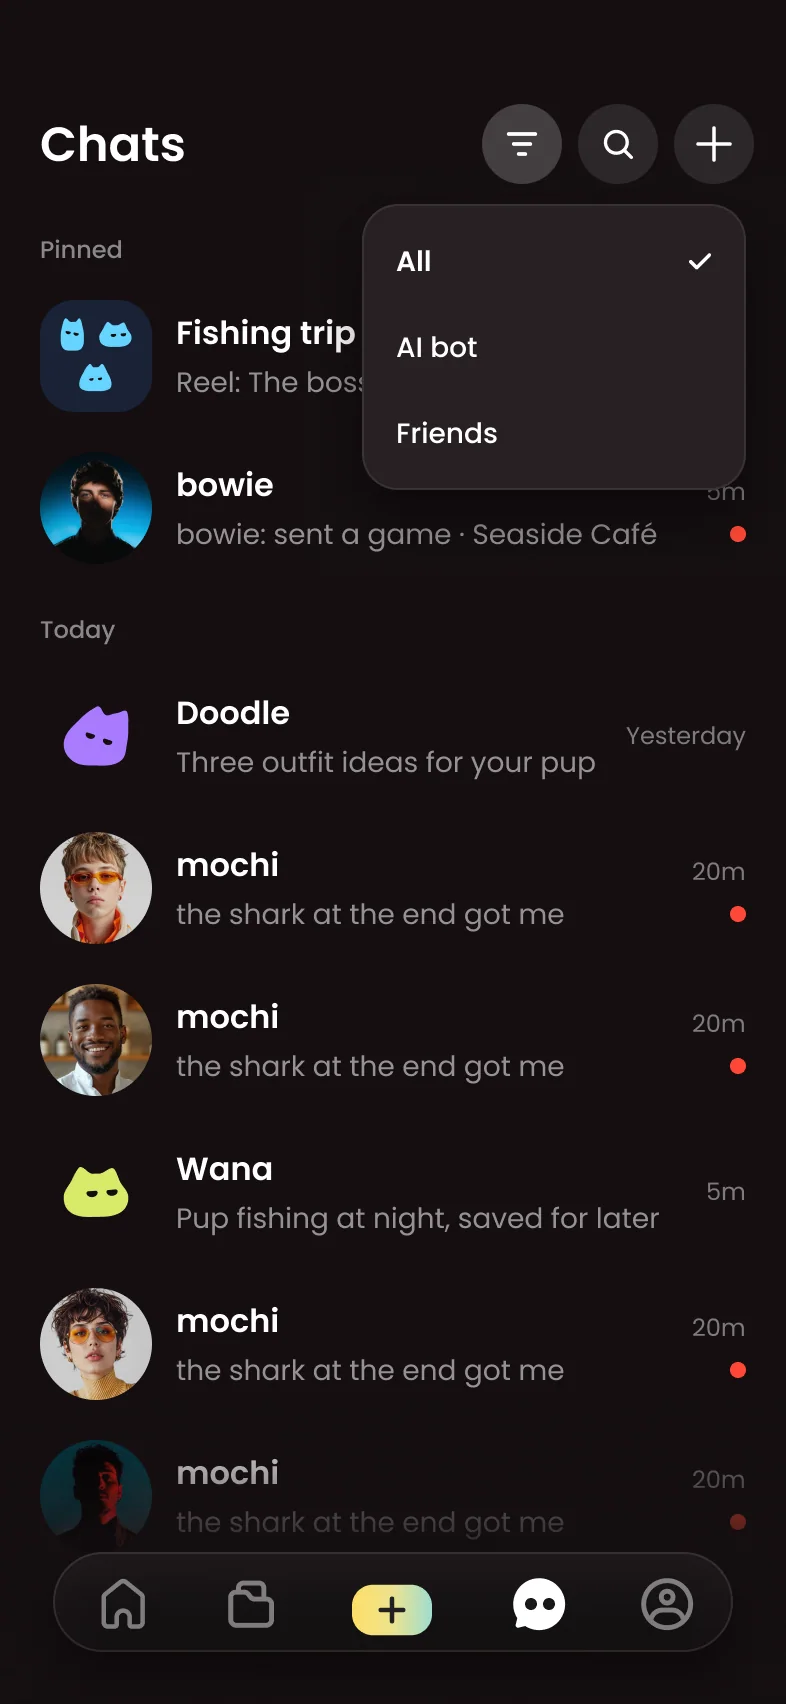 Chats
Pinned
All
Fishing trip
AI bot
Reel: The boss
Friends
bowie
5m
bowie: sent a game · Seaside Café
Today
Doodle
Yesterday
Three outfit ideas for your pup
mochi
20m
the shark at the end got me
mochi
20m
the shark at the end got me
Wana
5m
Pup fishing at night, saved for later
mochi
20m
the shark at the end got me
mochi
20m
the shark at the end got me